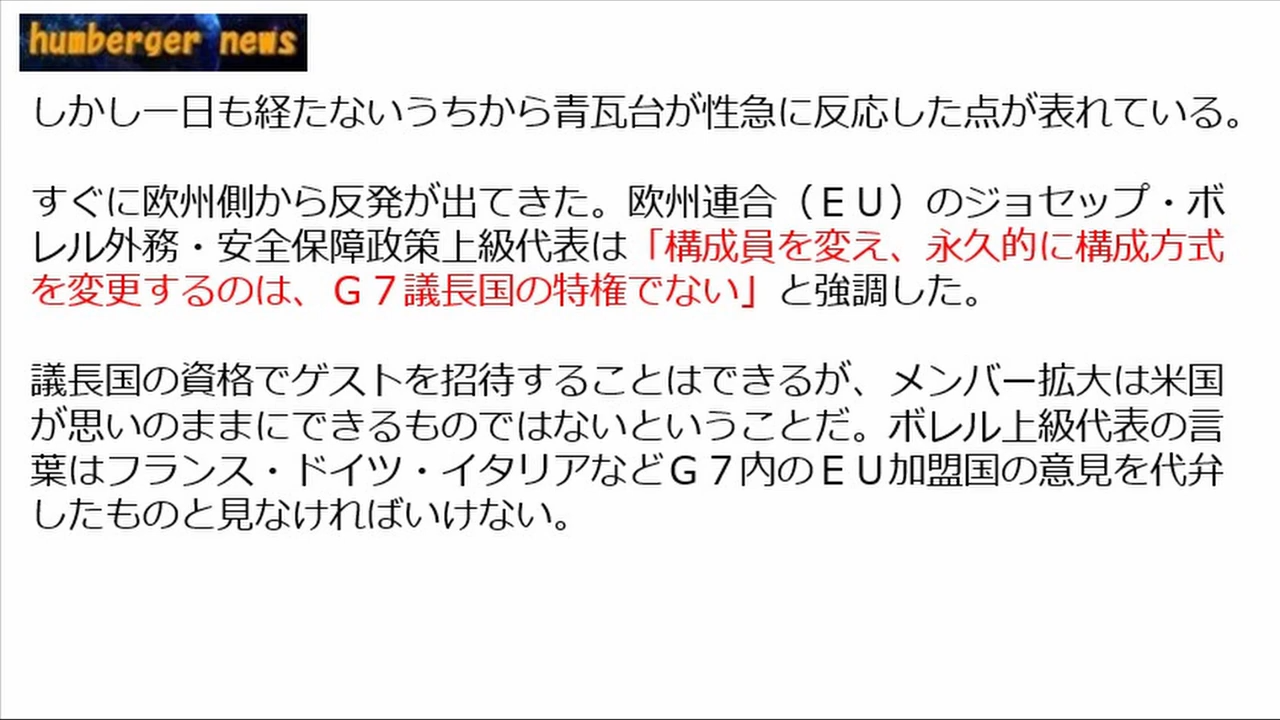 humberger news
しかし一日も経たないうちから青瓦台が性急に反応した点が表れている。
すぐに欧州側から反発が出てきた。欧州連合（ＥＵ）のジョセップ・ボ
レル外務・安全保障政策上級代表は「構成員を変え、永久的に構成方式
を変更するのは、Ｇ７議長国の特権でない」と強調した。
議長国の資格でゲストを招待することはできるが、メンバー拡大は米国
が思いのままにできるものではないということだ。ボレル上級代表の言
葉はフランス・ドイツ・イタリアなどＧ７内のＥＵ加盟国の意見を代弁
したものと見なければいけない。